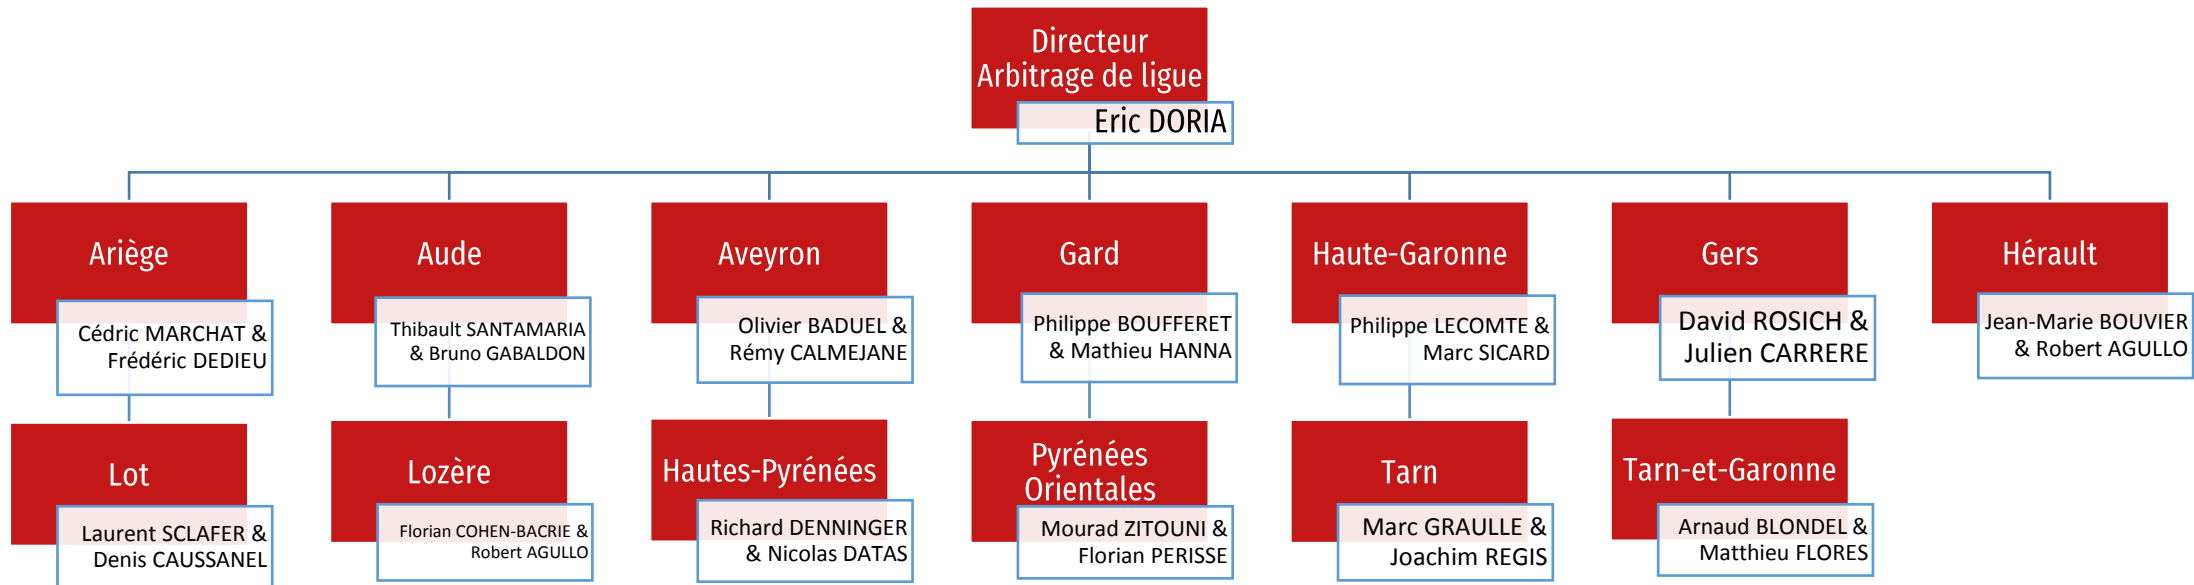 Directeur
Arbitrage de ligue
Eric DORIA
Ariège
Cédric MARCHAT &
Frédéric DEDIEU
Aude
Thibault SANTAMARIA
& Bruno GABALDON
Aveyron
Olivier BADUEL &
Rémy CALMEJANE
Gard
Philippe BOUFFERET
& Mathieu HANNA
Haute-Garonne
Philippe LECOMTE &
Marc SICARD
Gers
David ROSICH &
Julien CARRERE
Hérault
Jean-Marie BOUVIER
& Robert AGULLO
Lot
Laurent SCLAFER &
Denis CAUSSANEL
Lozère
Florian COHEN-BACRIE &
Robert AGULLO
Hautes-Pyrénées
Richard DENNINGER
& Nicolas DATAS
Pyrénées
Orientales
Mourad ZITOUNI &
Florian PERISSE
Tarn
Marc GRAULLE &
Joachim REGIS
Tarn-et-Garonne
Arnaud BLONDEL &
Matthieu FLORES